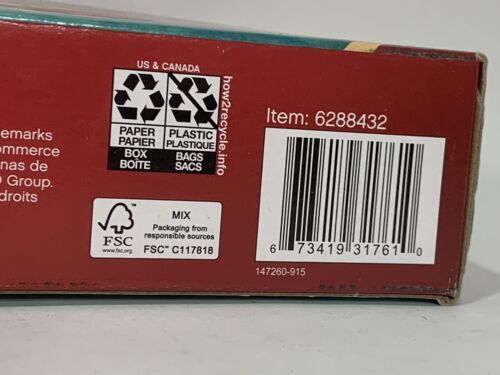 US & CANADA
how2recycle.info
PAPER
PAPIER
BOX
BOÎTE
PLASTIC
PLASTIQUE
BAGS
SACS
emarks
ommerce
nas de
Group.
droits
FSC
www.fsc.org
MIX
Packaging from
responsible sources
FSC™ C117818
Item: 6288432
6 73419 31761 0
147260-915